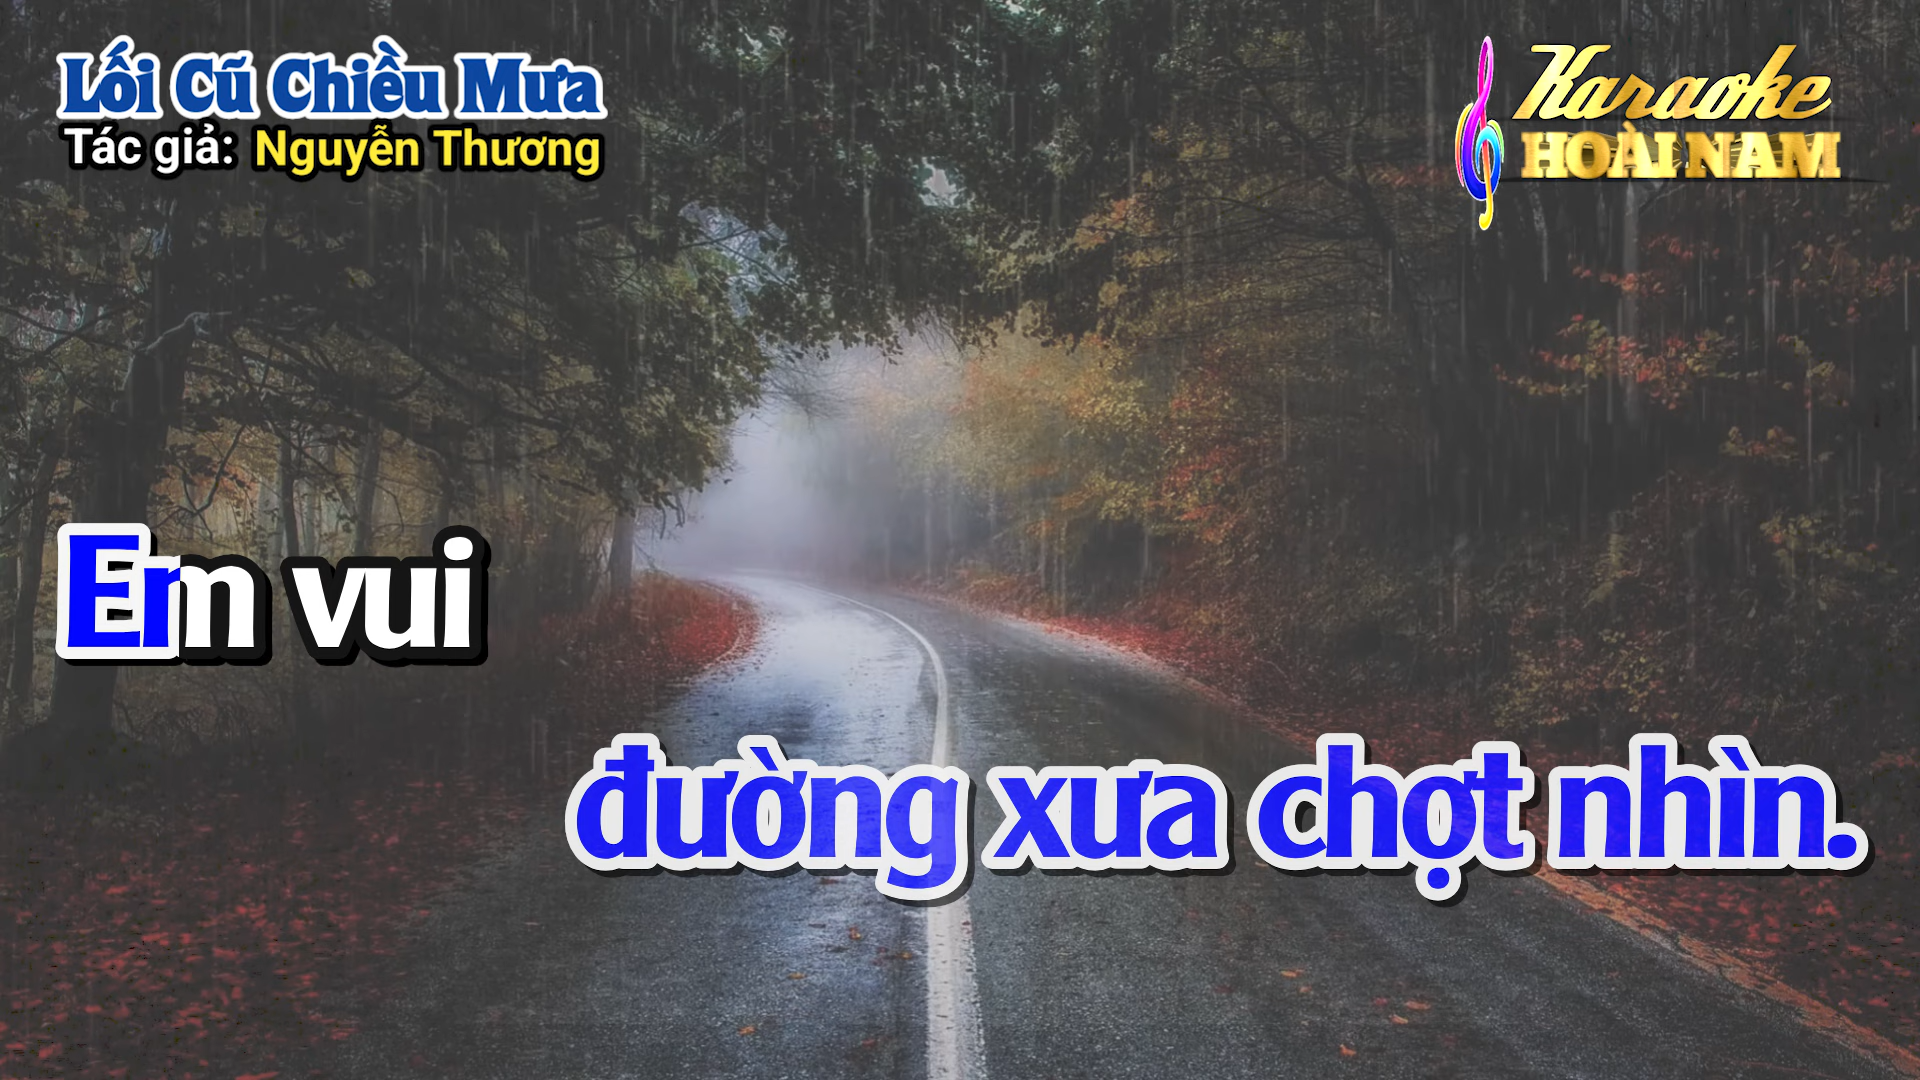 Lối Cũ Chiều Mưa
Tác giả: Nguyễn Thương
Karaoke
HOÀI NAM
Em vui
đường xưa chợt nhìn.